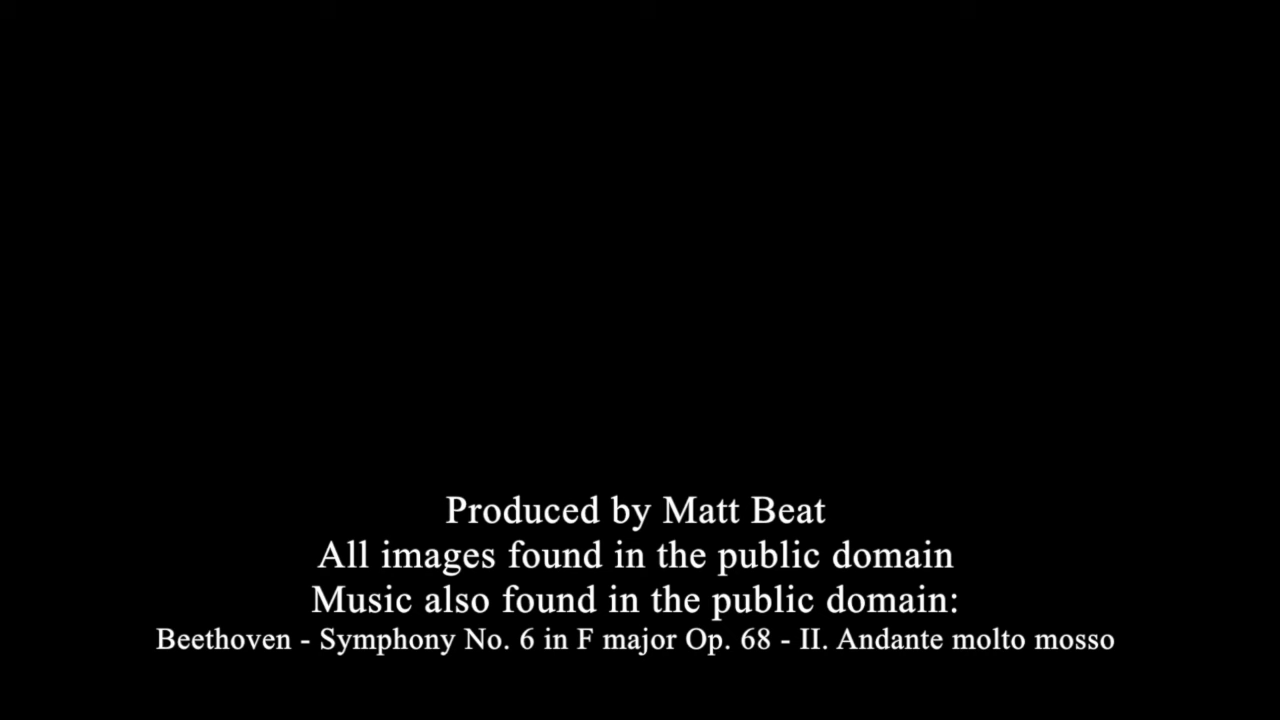 Produced by Matt Beat
All images found in the public domain
Music also found in the public domain:
Beethoven - Symphony No. 6 in F major Op. 68 - II. Andante molto mosso